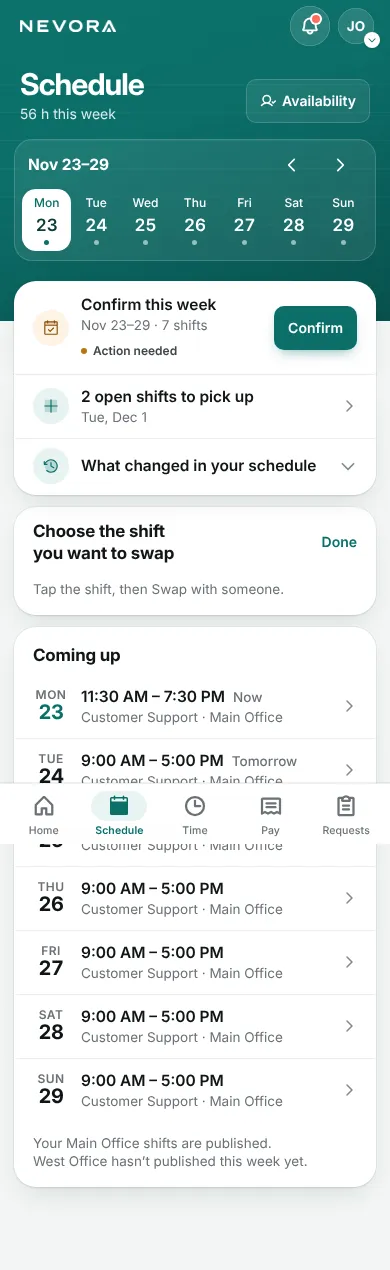 NEVORA
JO
Schedule
56 h this week
Availability
Nov 23–29
Mon Tue Wed Thu Fri Sat Sun
23 24 25 26 27 28 29
Confirm this week
Nov 23–29 · 7 shifts
Action needed
Confirm
2 open shifts to pick up
Tue, Dec 1
What changed in your schedule
Choose the shift
you want to swap
Done
Tap the shift, then Swap with someone.
Coming up
MON
23
11:30 AM – 7:30 PM Now
Customer Support · Main Office
TUE
24
9:00 AM – 5:00 PM Tomorrow
Home Schedule Time Pay Requests
Customer Support · Main Office
THU
26
9:00 AM – 5:00 PM
Customer Support · Main Office
FRI
27
9:00 AM – 5:00 PM
Customer Support · Main Office
SAT
28
9:00 AM – 5:00 PM
Customer Support · Main Office
SUN
29
9:00 AM – 5:00 PM
Customer Support · Main Office
Your Main Office shifts are published.
West Office hasn't published this week yet.